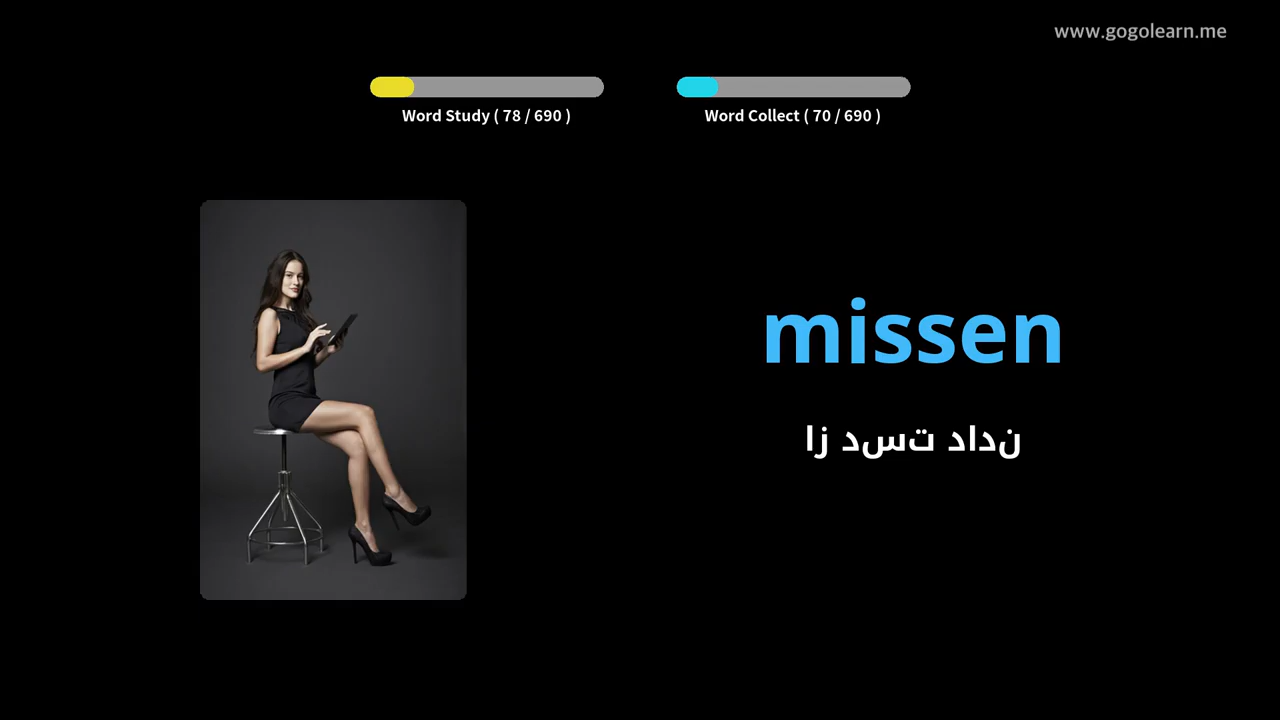 www.gogolearn.me
Word Study ( 78 / 690 )
Word Collect ( 70 / 690 )
missen
نداد تسد زا